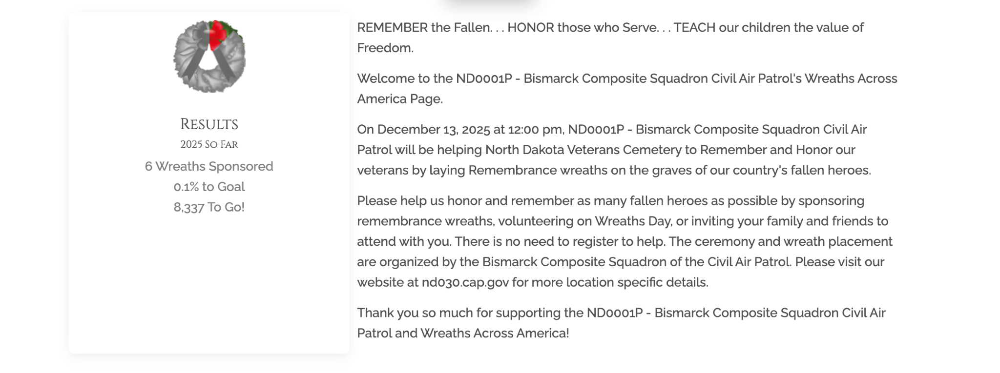 RESULTS
2025 SO FAR
6 Wreaths Sponsored
0.1% to Goal
8,337 To Go!
REMEMBER the Fallen. . . HONOR those who Serve. . . TEACH our children the value of
Freedom.
Welcome to the ND0001P - Bismarck Composite Squadron Civil Air Patrol's Wreaths Across
America Page.
On December 13, 2025 at 12:00 pm, ND0001P - Bismarck Composite Squadron Civil Air
Patrol will be helping North Dakota Veterans Cemetery to Remember and Honor our
veterans by laying Remembrance wreaths on the graves of our country's fallen heroes.
Please help us honor and remember as many fallen heroes as possible by sponsoring
remembrance wreaths, volunteering on Wreaths Day, or inviting your family and friends to
attend with you. There is no need to register to help. The ceremony and wreath placement
are organized by the Bismarck Composite Squadron of the Civil Air Patrol. Please visit our
website at nd030.cap.gov for more location specific details.
Thank you so much for supporting the ND0001P - Bismarck Composite Squadron Civil Air
Patrol and Wreaths Across America!